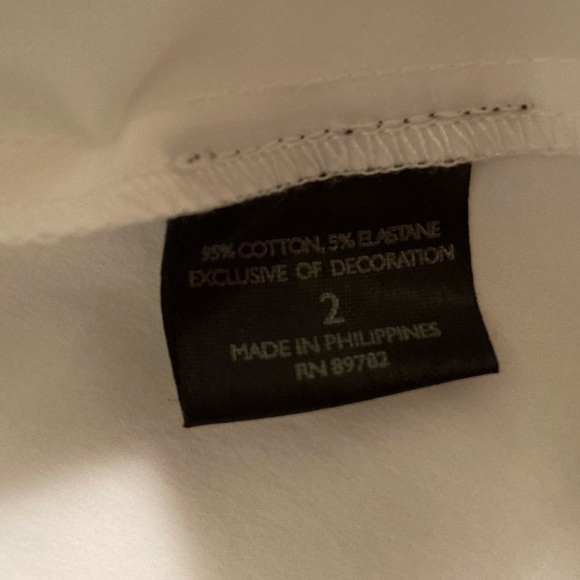 95% COTTON, 5% ELASTANE
EXCLUSIVE OF DECORATION
2
MADE IN PHILIPPINES
RN 89782